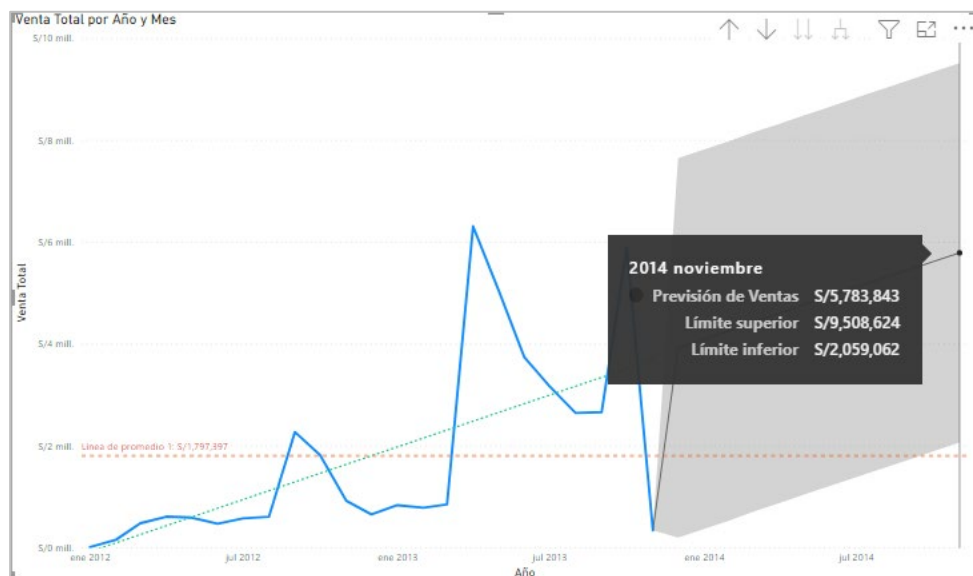 Venta Total por Año y Mes
S/10 mill.
S/8 mill.
S/6 mill.
S/4 mill.
S/2 mill.
S/0 mill.
Venta Total
Línea de promedio 1: S/1,797,397
2014 noviembre
Previsión de Ventas S/5,783,843
Límite superior S/9,508,624
Límite inferior S/2,059,062
ene 2012 jul 2012 ene 2013 jul 2013 ene 2014 jul 2014
Año